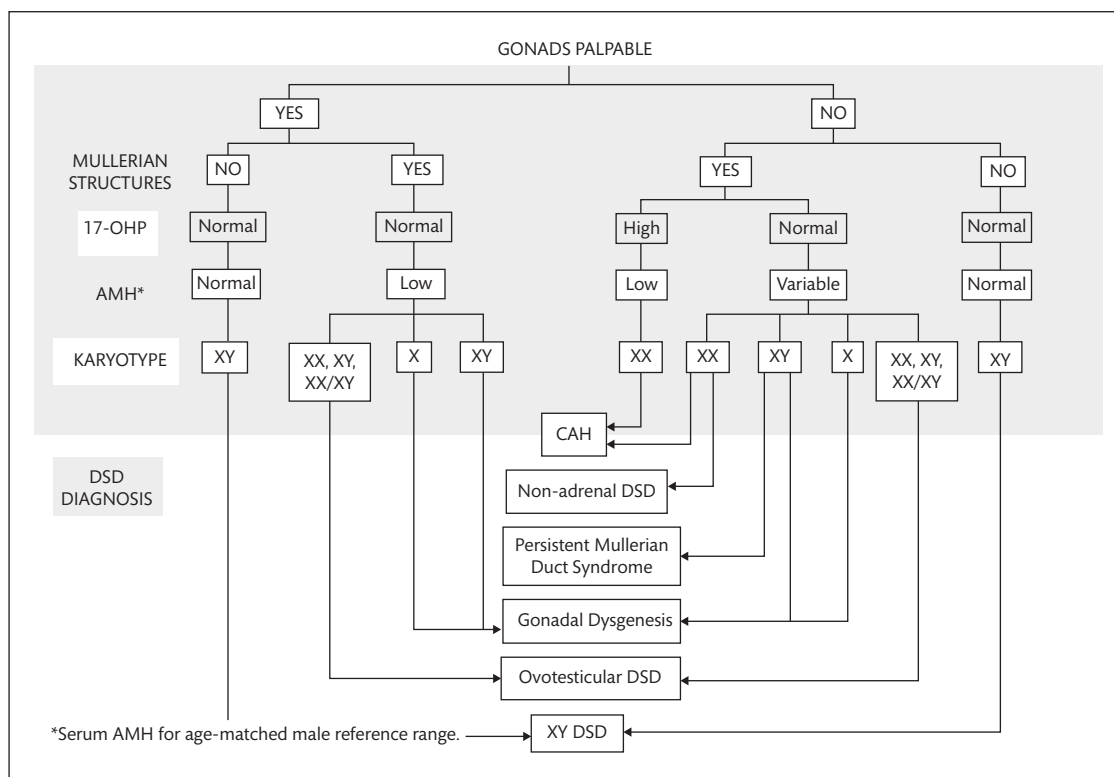 GONADS PALPABLE
YES
NO
MULLERIAN
STRUCTURES
NO
YES
YES
NO
17-OHP
Normal
Normal
High
Normal
Normal
AMH*
Normal
Low
Low
Variable
Normal
KARYOTYPE
XY
XX, XY,
XX/XY
X
XY
XX
XX
XY
X
XX, XY,
XX/XY
XY
CAH
DSD
DIAGNOSIS
Non-adrenal DSD
Persistent Mullerian
Duct Syndrome
Gonadal Dysgenesis
Ovotesticular DSD
*Serum AMH for age-matched male reference range.
XY DSD